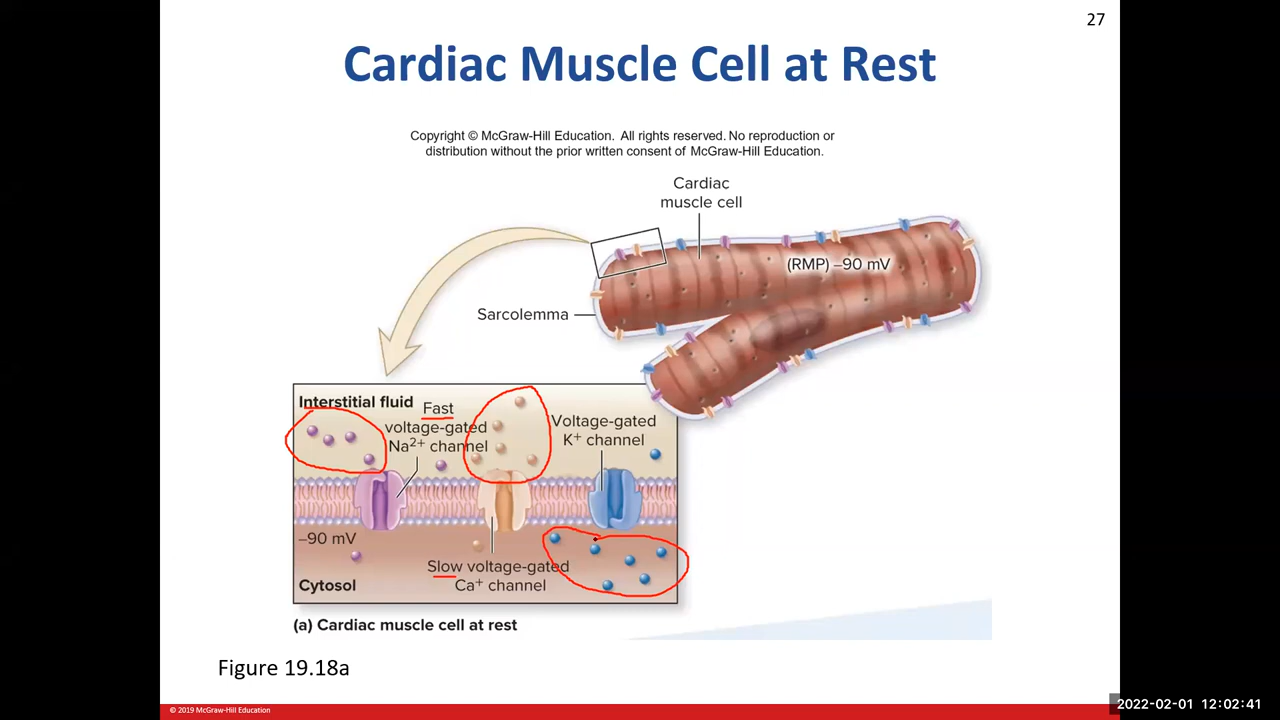 27
Cardiac Muscle Cell at Rest
Copyright © McGraw-Hill Education. All rights reserved. No reproduction or
distribution without the prior written consent of McGraw-Hill Education.
Cardiac
muscle cell
(RMP) –90 mV
Sarcolemma
Interstitial fluid
Fast
voltage-gated
Na2+ channel
Voltage-gated
K+ channel
–90 mV
Slow voltage-gated
Ca+ channel
Cytosol
(a) Cardiac muscle cell at rest
Figure 19.18a
© 2019 McGraw-Hill Education
2022-02-01 12:02:41